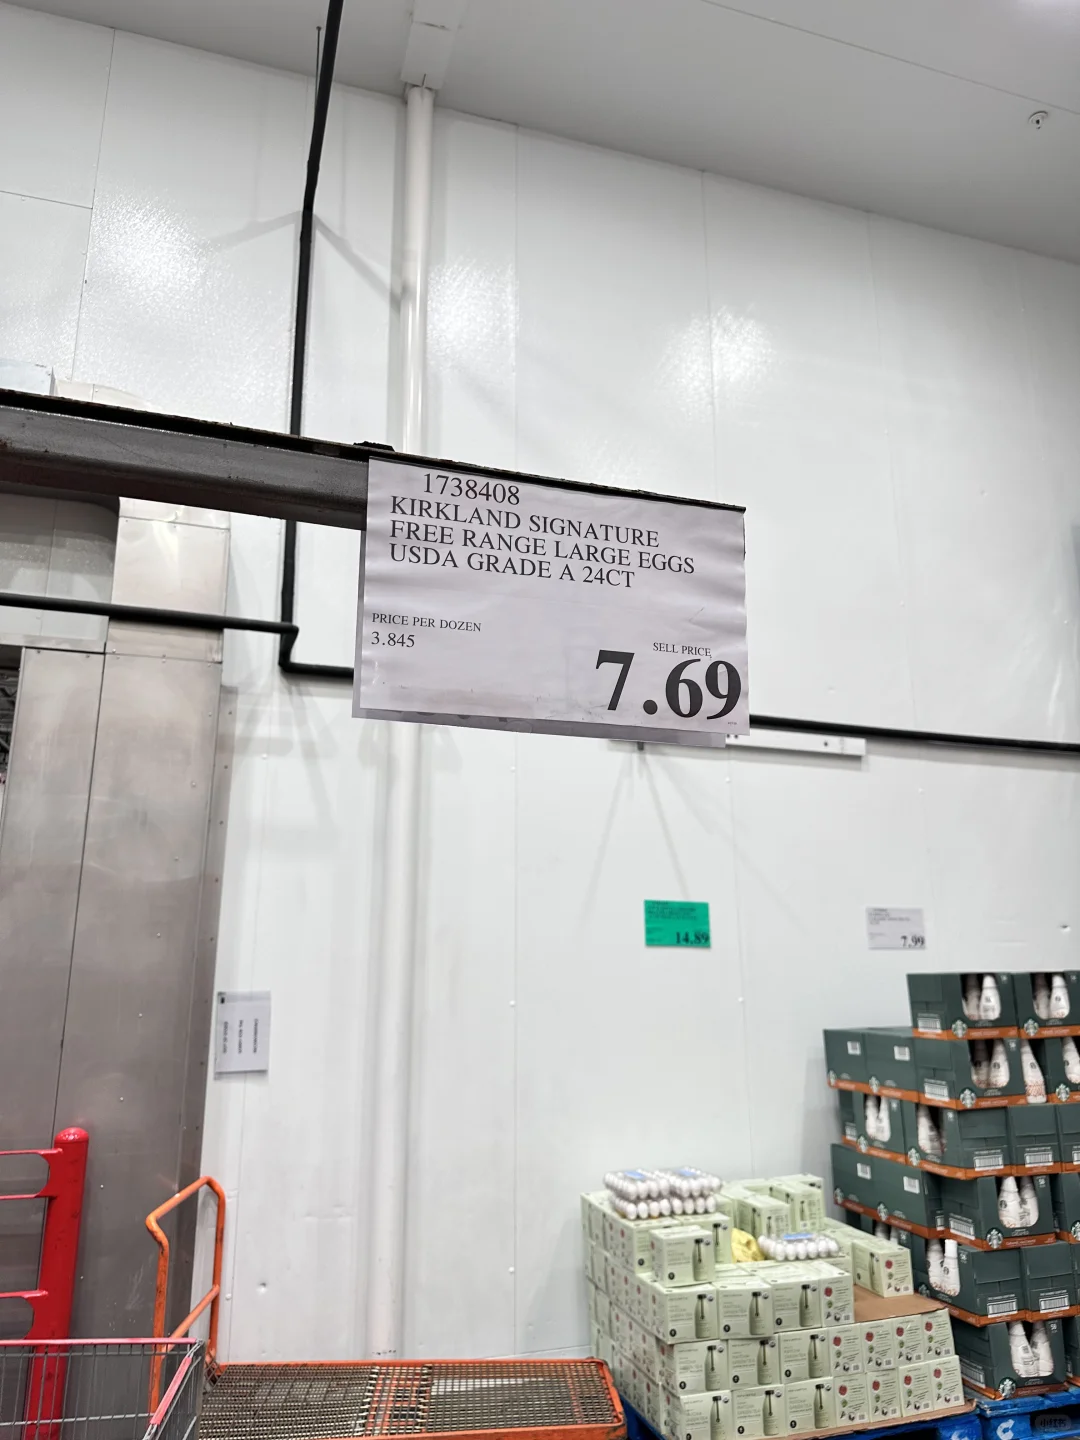 1738408
KIRKLAND SIGNATURE
FREE RANGE LARGE EGGS
USDA GRADE A 24CT
PRICE PER DOZEN
3.845
SELL PRICE
7.69
14.89
7.99